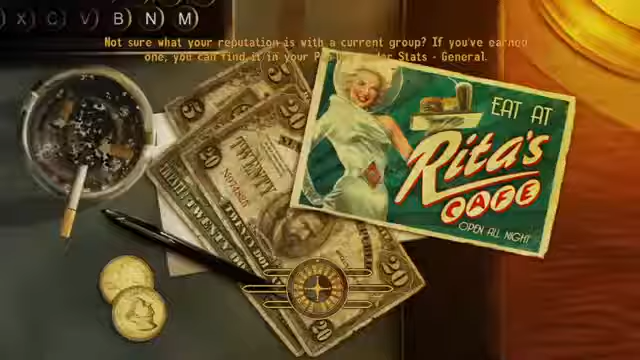 X C V B N M
Not sure what your reputation is with a current group? If you've earned
one, you can find it in your Stats - General.
EAT AT
Rita's
CAFE
OPEN ALL NIGHT
5
20
TWENTY
20
20